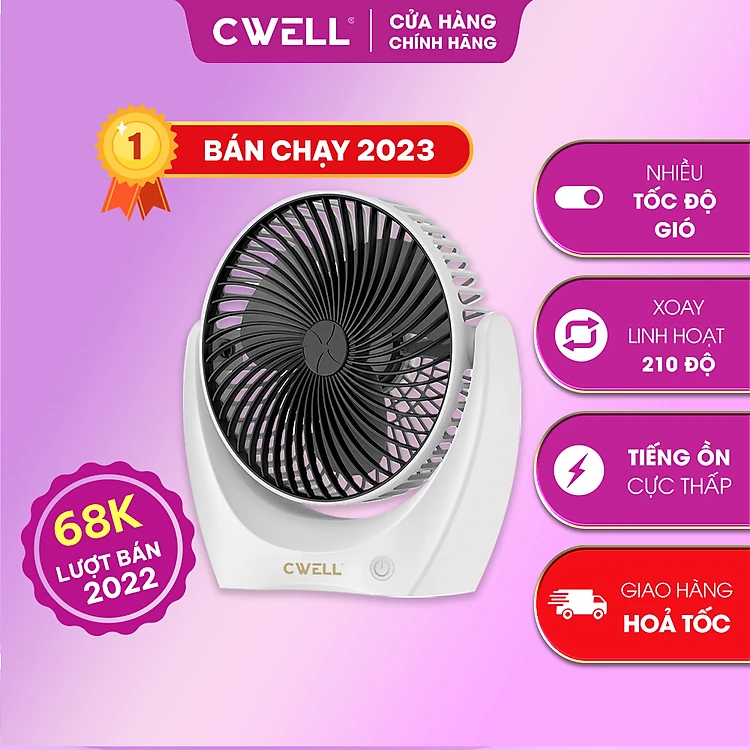 CWELL®
CỬA HÀNG
CHÍNH HÃNG
1
BÁN CHẠY 2023
NHIỀU
TỐC ĐỘ
GIÓ
XOAY
LINH HOẠT
210 ĐỘ
TIẾNG ỒN
CỰC THẤP
68K
LƯỢT BÁN
2022
CWELL
GIAO HÀNG
HOẢ TỐC